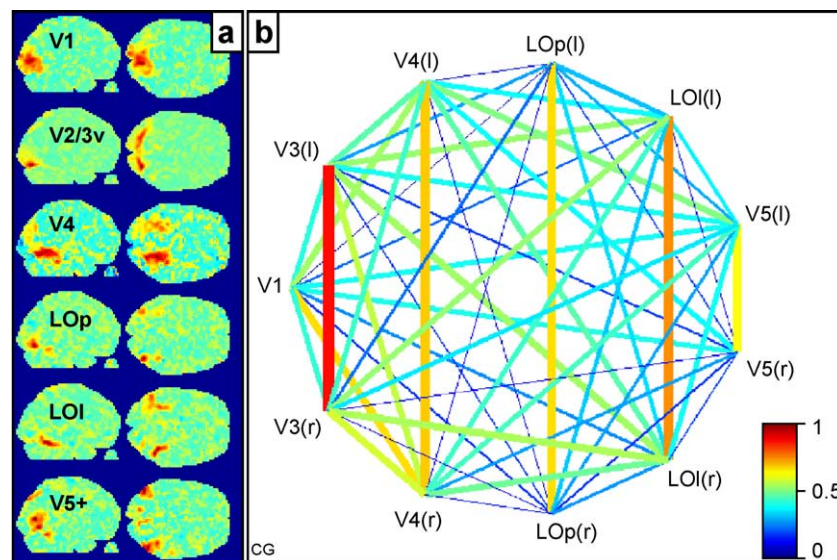 a
V1
V2/3v
V4
LOp
LOl
V5+
b
LOp(l)
V4(l)
LOl(l)
V3(l)
V5(l)
V1
V5(r)
V3(r)
LOl(r)
V4(r)
LOp(r)
CG
1
0.5
0